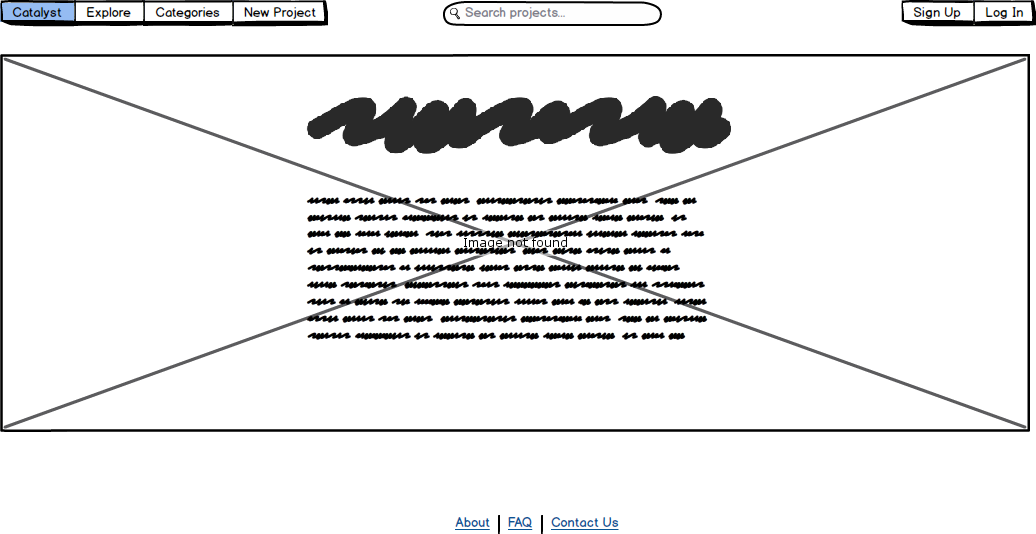 Catalyst Explore Categories New Project Search projects... Sign Up Log In
Image not found
About FAQ Contact Us